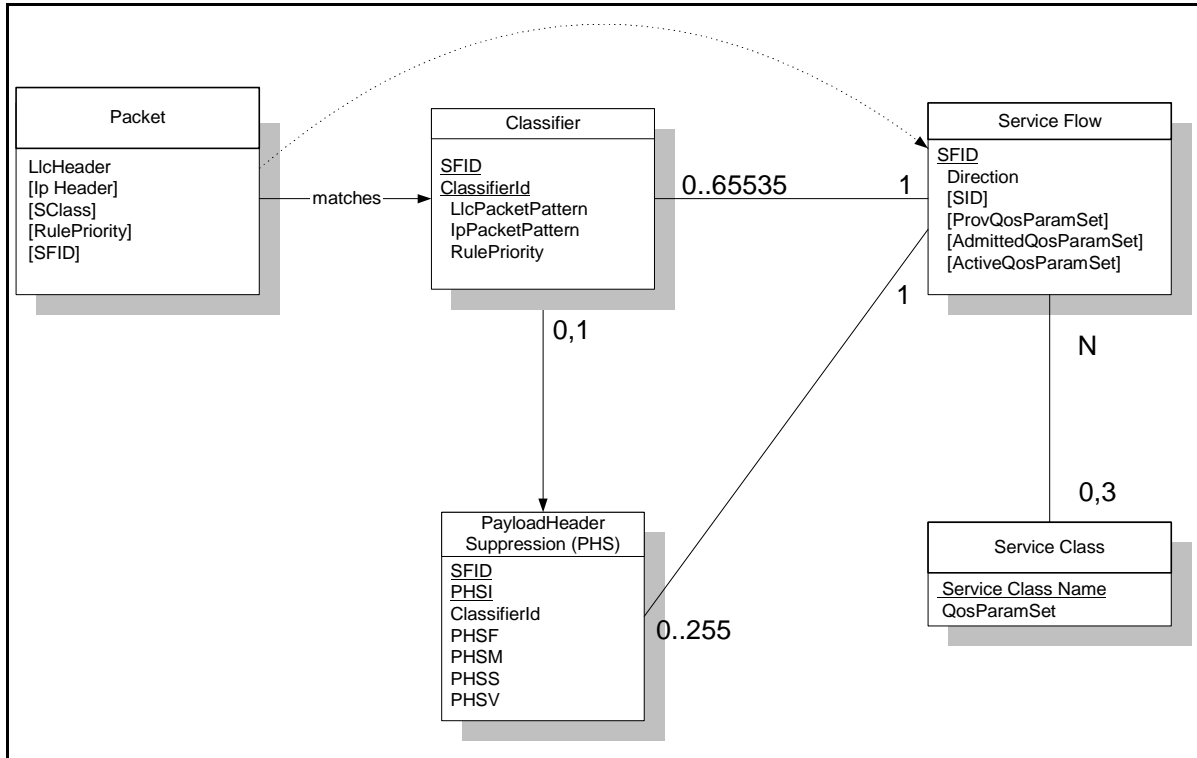 Packet
LlcHeader
[Ip Header]
[SClass]
[RulePriority]
[SFID]
matches
Classifier
SFID
ClassifierId
LlcPacketPattern
IpPacketPattern
RulePriority
0..65535
1
Service Flow
SFID
Direction
[SID]
[ProvQosParamSet]
[AdmittedQosParamSet]
[ActiveQosParamSet]
0,1
1
N
PayloadHeader
Suppression (PHS)
SFID
PHSI
ClassifierId
PHSF
PHSM
PHSS
PHSV
0..255
0,3
Service Class
Service Class Name
QosParamSet